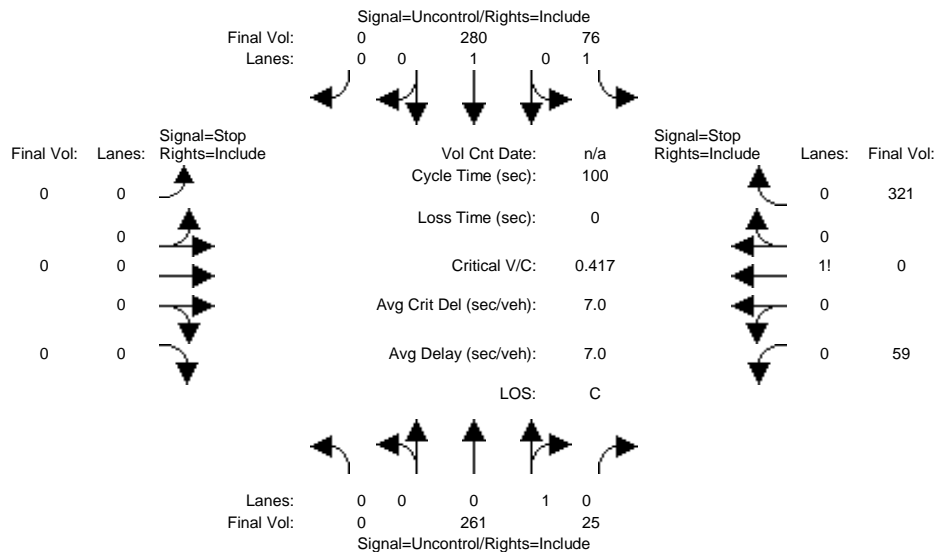 Signal=Uncontrol/Rights=Include
Final Vol: 0 280 76
Lanes: 0 0 1 0 1
Signal=Stop Signal=Stop
Final Vol: Lanes: Rights=Include Vol Cnt Date: n/a Rights=Include Lanes: Final Vol:
Cycle Time (sec): 100
0 0 0 321
Loss Time (sec): 0
0 0
0 0 Critical V/C: 0.417 1! 0
0 Avg Crit Del (sec/veh): 7.0 0
0 0 Avg Delay (sec/veh): 7.0 0 59
LOS: C
Lanes: 0 0 0 1 0
Final Vol: 0 261 25
Signal=Uncontrol/Rights=Include